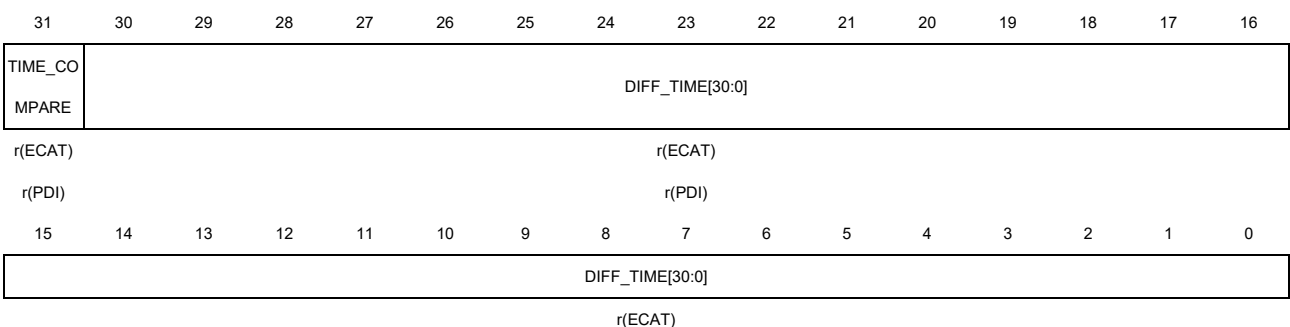 31 30 29 28 27 26 25 24 23 22 21 20 19 18 17 16
TIME_CO
MPARE
DIFF_TIME[30:0]
r(ECAT) r(ECAT)
r(PDI) r(PDI)
15 14 13 12 11 10 9 8 7 6 5 4 3 2 1 0
DIFF_TIME[30:0]
r(ECAT)